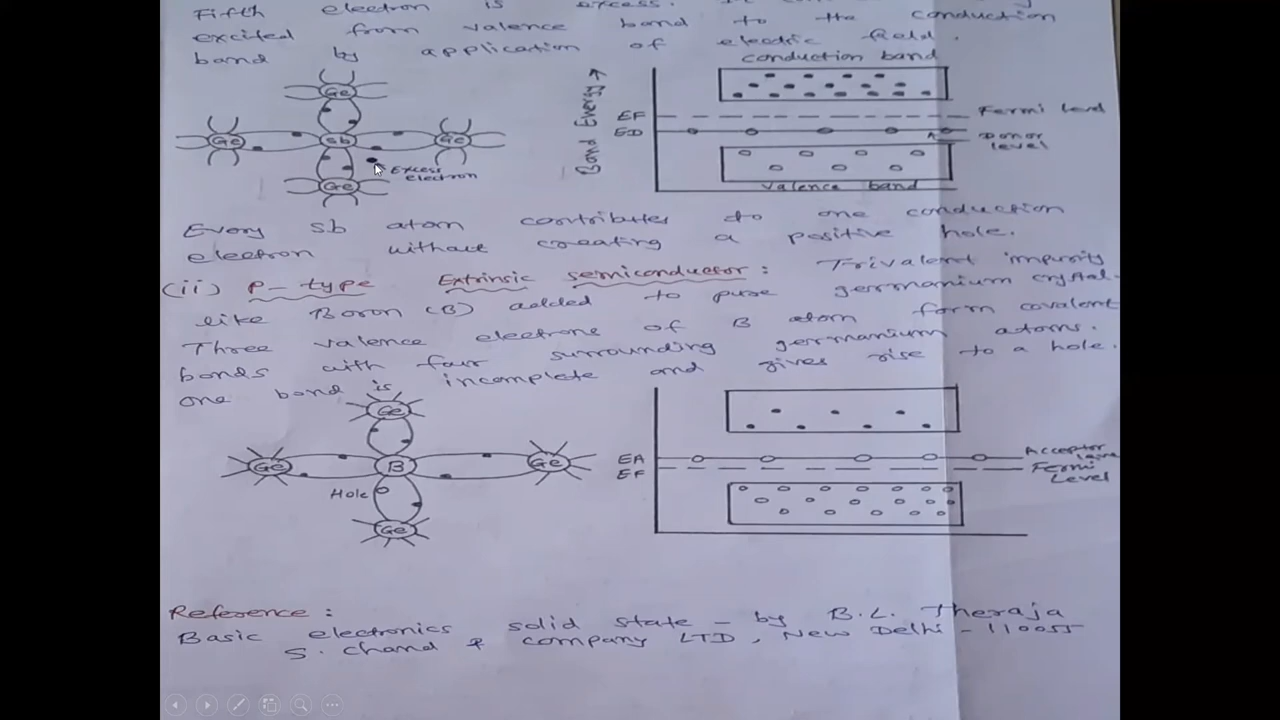 Fifth electron is excess.
excited from valence band to the conduction
band by application of electric field.
conduction band
Band Energy →
EF
Fermi level
ED
Donor level
valence band
Ge
Ge
Sb
Ge
Ge
Excess electron
Every sb atom contributes to one conduction
electron without creating a positive hole.
(ii) P-type Extrinsic semiconductor: Trivalent impurity
like Boron (B) added to pure germanium crystal.
Three valence electrons of B atom form covalent
bonds with four surrounding germanium atoms.
one bond is incomplete and gives rise to a hole.
Ge
Ge
B
Ge
Hole
Ge
EA
Acceptor
EF
Fermi Level
Reference:
Basic electronics solid state - by B.L. Theraja
S. Chand & company LTD, New Delhi - 110055